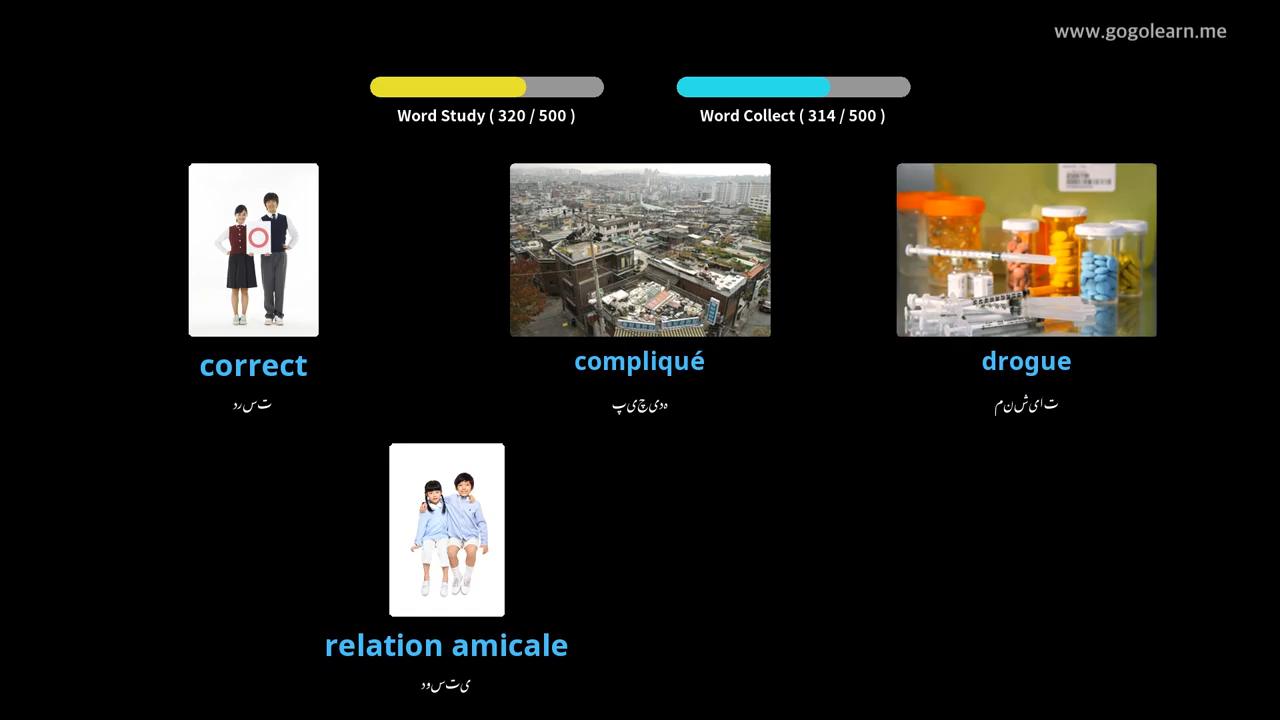 www.gogolearn.me
Word Study ( 320 / 500 )
Word Collect ( 314 / 500 )
correct
compliqué
drogue
درست
پیچیده
منشیات
relation amicale
دوستی